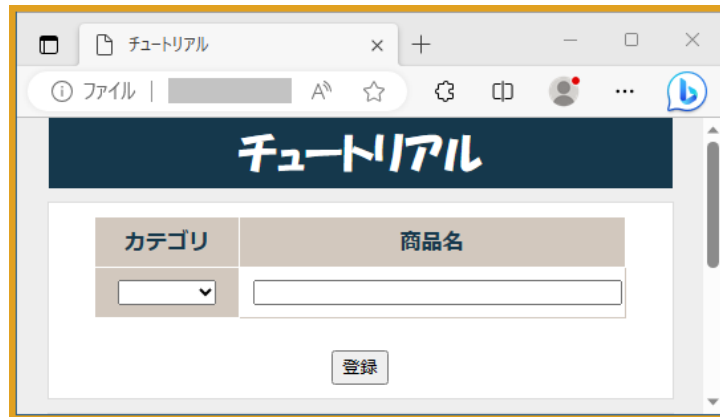 チュートリアル
ファイル
チュートリアル
カテゴリ 商品名
登録